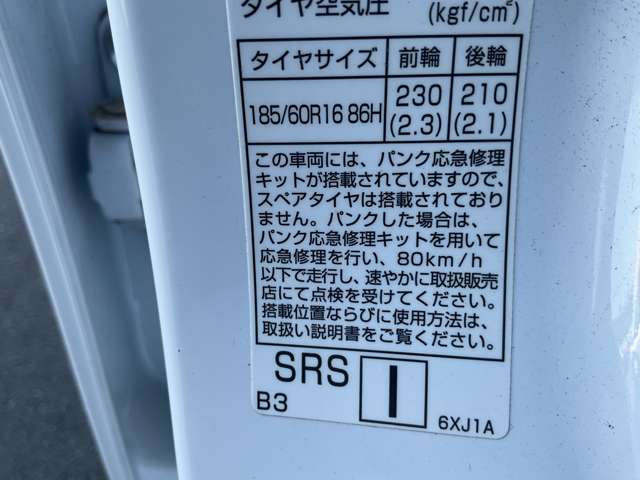 タイヤ空気圧 (kgf/cm²)
タイヤサイズ 前輪 後輪
185/60R16 86H 230 210
(2.3) (2.1)
この車両には、パンク応急修理
キットが搭載されていますので、
スペアタイヤは搭載されており
ません。パンクした場合は、
パンク応急修理キットを用いて
応急修理を行い、80km/h
以下で走行し、速やかに取扱販売
店にて点検を受けてください。
搭載位置ならびに使用方法は、
取扱い説明書をご覧ください。
SRS I
B3 6XJ1A